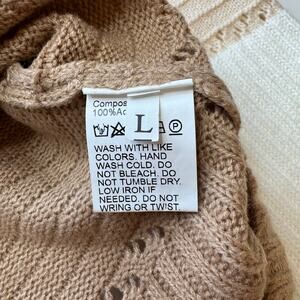 Compos
100%Ac
L
P
WASH WITH LIKE
COLORS. HAND
WASH COLD. DO
NOT BLEACH. DO
NOT TUMBLE DRY.
LOW IRON IF
NEEDED. DO NOT
WRING OR TWIST.